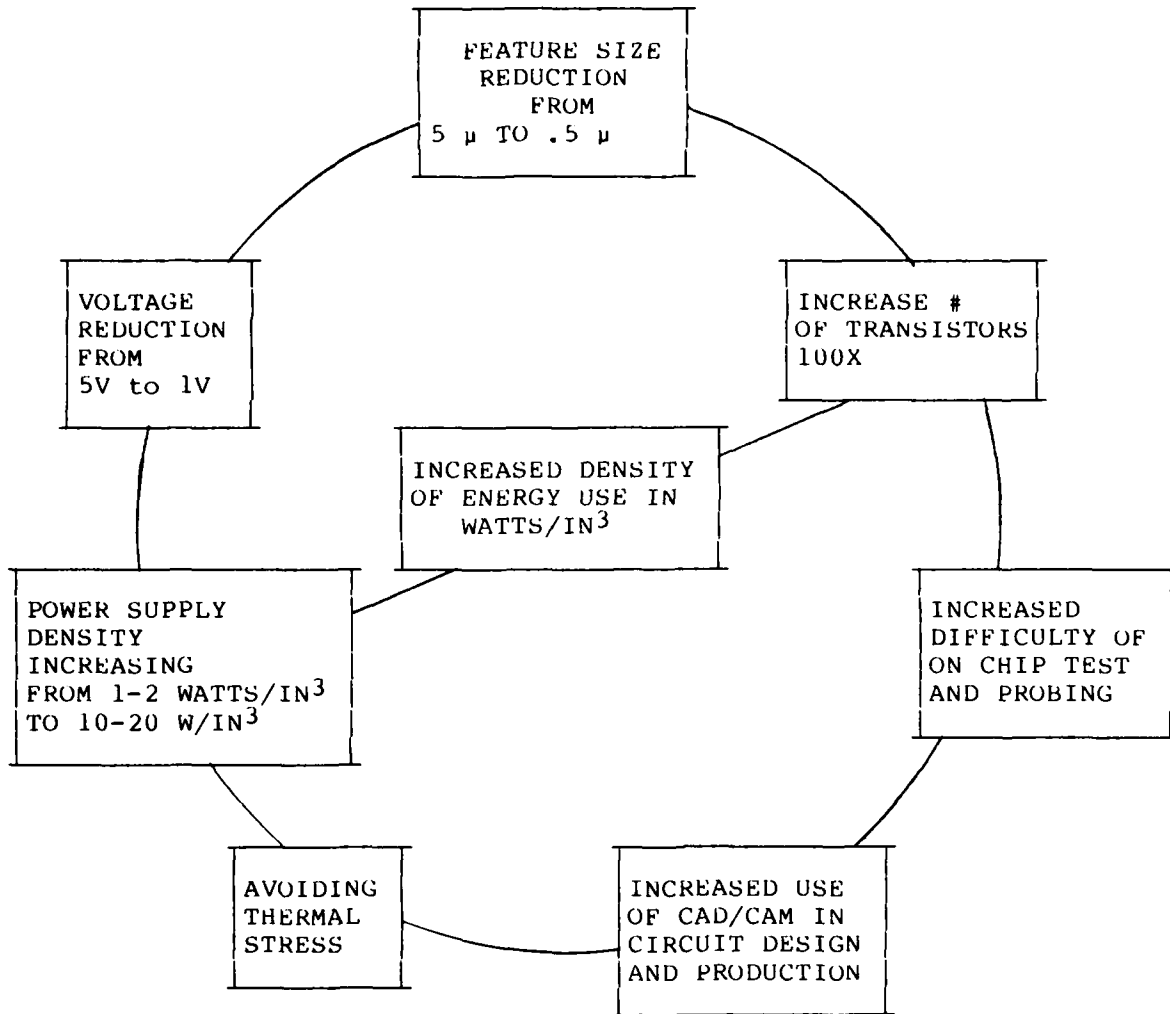 FEATURE SIZE
REDUCTION
FROM
5 μ TO .5 μ
VOLTAGE
REDUCTION
FROM
5V to 1V
INCREASE #
OF TRANSISTORS
100X
INCREASED DENSITY
OF ENERGY USE IN
WATTS/IN³
POWER SUPPLY
DENSITY
INCREASING
FROM 1-2 WATTS/IN³
TO 10-20 W/IN³
INCREASED
DIFFICULTY OF
ON CHIP TEST
AND PROBING
AVOIDING
THERMAL
STRESS
INCREASED USE
OF CAD/CAM IN
CIRCUIT DESIGN
AND PRODUCTION